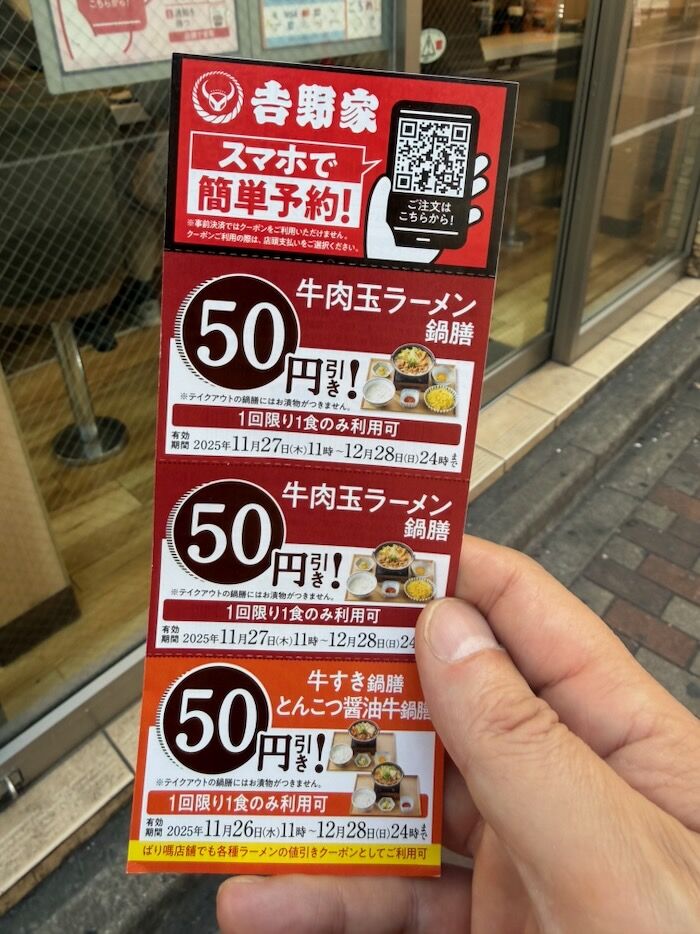 こちらから!
吉野家
スマホで
簡単予約!
※事前決済ではクーポンをご利用いただけません。
クーポンご利用の際は、店頭支払いをご選択ください。
ご注文は
こちらから!
牛肉玉ラーメン
鍋膳
50円引き!
※テイクアウトの鍋膳にはお漬物がつきません。
1回限り1食のみ利用可
有効期間 2025年11月27日(木)11時~12月28日(日)24時まで
牛肉玉ラーメン
鍋膳
50円引き!
※テイクアウトの鍋膳にはお漬物がつきません。
1回限り1食のみ利用可
有効期間 2025年11月27日(木)11時~12月28日(日)24
牛すき鍋膳
とんこつ醤油牛鍋膳
50円引き!
※テイクアウトの鍋膳にはお漬物がつきません。
1回限り1食のみ利用可
有効期間 2025年11月26日(水)11時~12月28日(日)24時まで
ばり嗎店舗でも各種ラーメンの値引きクーポンとしてご利用可